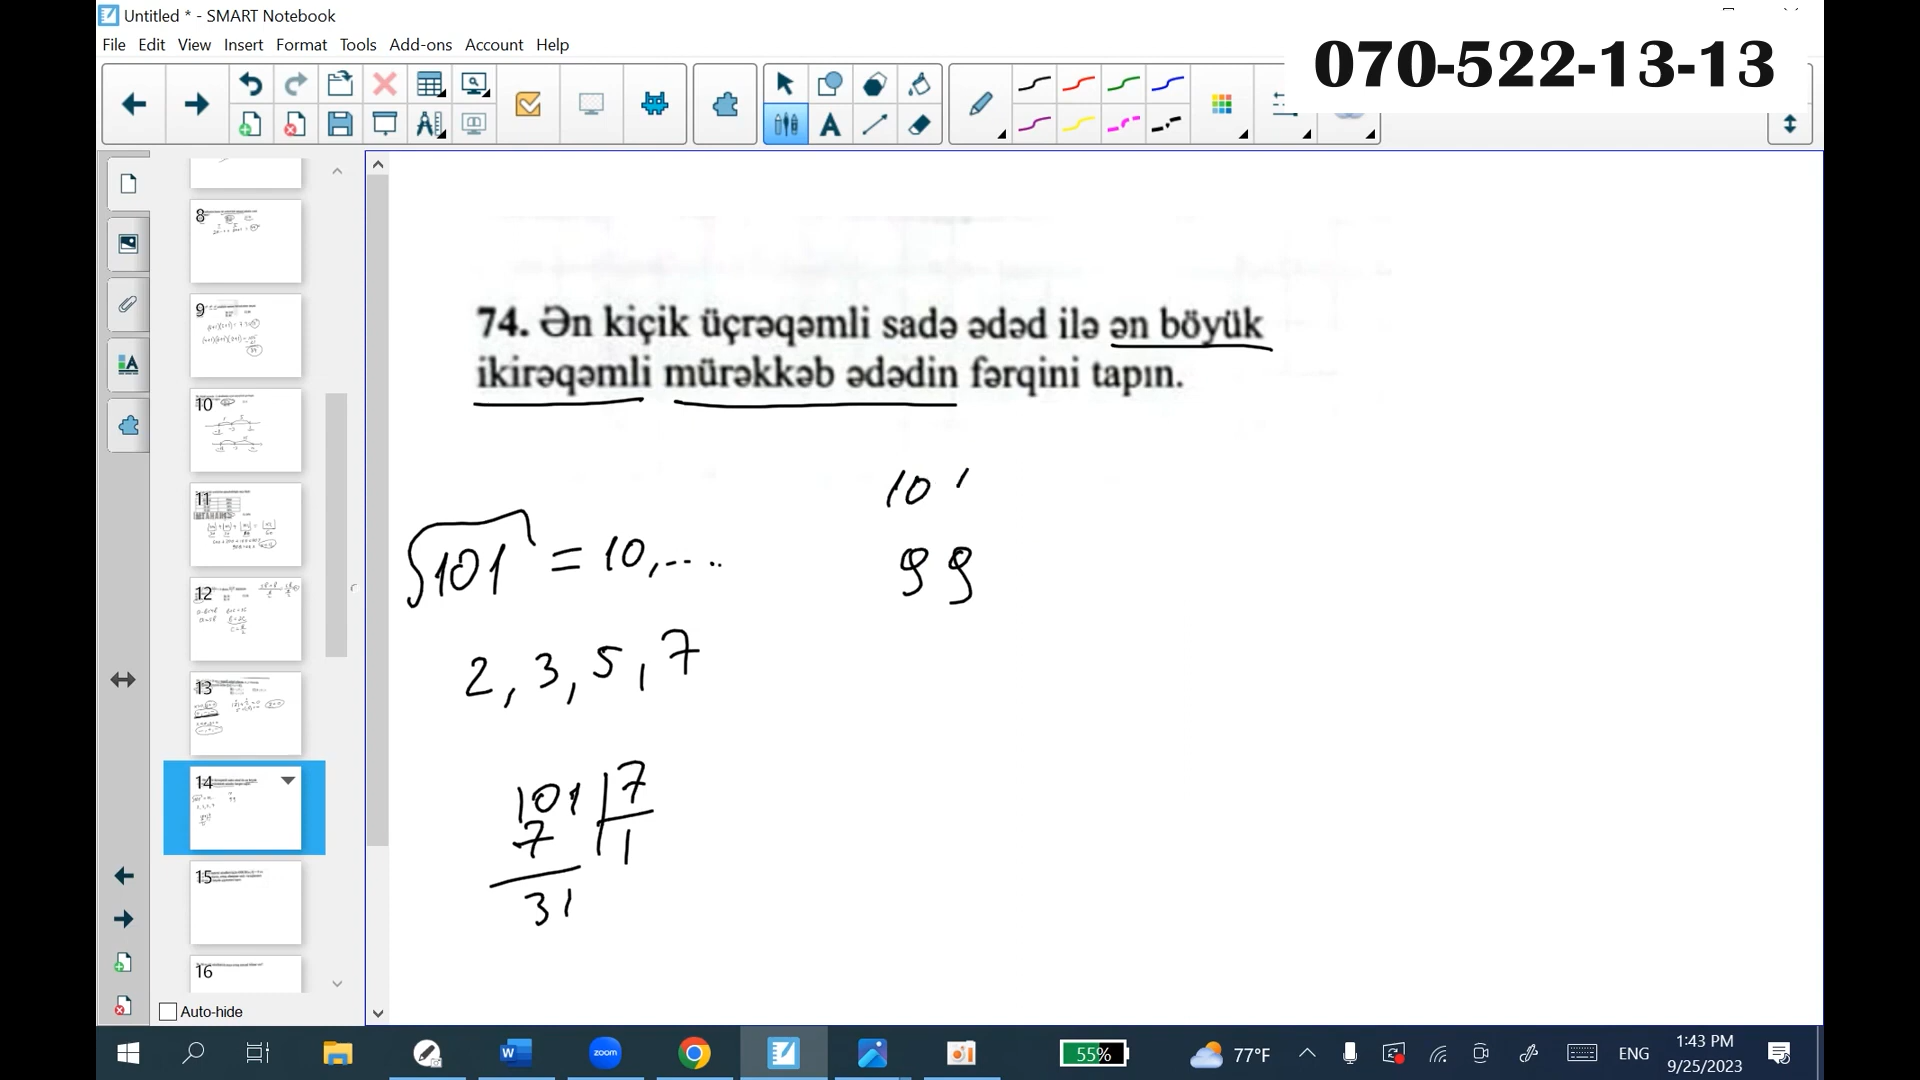 Untitled * - SMART Notebook
File Edit View Insert Format Tools Add-ons Account Help
070-522-13-13
8
9
10
11
12
13
14
15
16
Auto-hide
74. Ən kiçik üçrəqəmli sadə ədəd ilə ən böyük
ikirəqəmli mürəkkəb ədədin fərqini tapın.
101
99
√101 = 10,.....
2, 3, 5, 7
101 7
7 1
31
zoom
55%
77°F
ENG
1:43 PM
9/25/2023